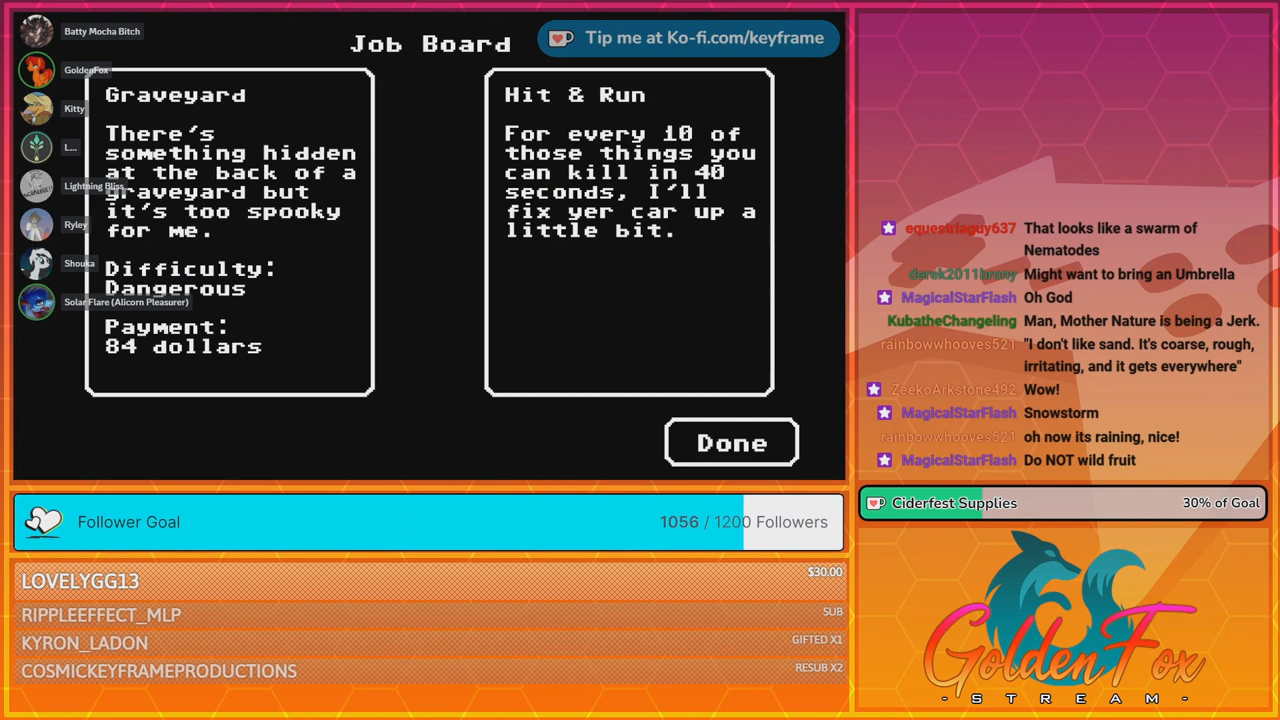 Batty Mocha Bitch
GoldenFox
Kitty
L...
Lightning Bliss
Ryley
Shouka
Solar Flare (Alicorn Pleasurer)
Job Board
Tip me at Ko-fi.com/keyframe
Graveyard
There's
something hidden
at the back of a
graveyard but
it's too spooky
for me.
Difficulty:
Dangerous
Payment:
84 dollars
Hit & Run
For every 10 of
those things you
can kill in 40
seconds, I'll
fix yer car up a
little bit.
Done
equestriaguy637 That looks like a swarm of
Nematodes
derek2011brony Might want to bring an Umbrella
MagicalStarFlash Oh God
KubatheChangeling Man, Mother Nature is being a Jerk.
rainbowwhooves521 "I don't like sand. It's coarse, rough,
irritating, and it gets everywhere"
ZeekoArkstone492 Wow!
MagicalStarFlash Snowstorm
rainbowwhooves521 oh now its raining, nice!
MagicalStarFlash Do NOT wild fruit
Follower Goal 1056 / 1200 Followers
Ciderfest Supplies 30% of Goal
LOVELYGG13 $30.00
RIPPLEEFFECT_MLP SUB
KYRON_LADON GIFTED X1
COSMICKEYFRAMEPRODUCTIONS RESUB X2
GoldenFox
- STREAM -